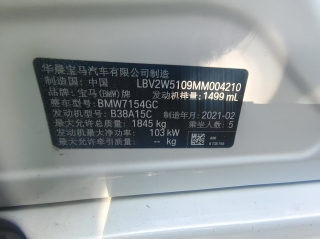 华晨宝马汽车有限公司制造
制造国：中国 LBV2W5109MM004210
品牌：宝马(BMW)牌 发动机排量：1499 mL
整车型号：BMW7154GC
发动机型号：B38A15C 制造年月：2021-02
最大允许总质量：1845 kg 乘坐人数：5
发动机最大净功率：103 kW
最大允许牵引质量：-- kg